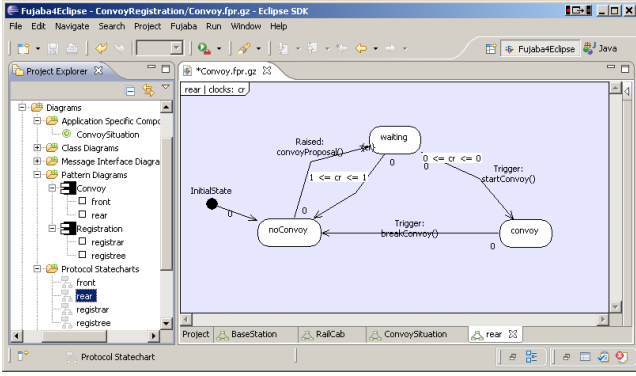 Fujaba4Eclipse - ConvoyRegistration/Convoy.fpr.gz - Eclipse SDK
File Edit Navigate Search Project Fujaba Run Window Help
Fujaba4Eclipse Java
Project Explorer
*Convoy.fpr.gz
rear | clocks: cr
Diagrams
Application Specific Compo
ConvoySituation
Class Diagrams
Message Interface Diagra
Pattern Diagrams
Convoy
front
rear
Registration
registrar
registree
Protocol Statecharts
front
rear
registrar
registree
Raised:
convoyProposal()
{cr}
waiting
0
0 <= cr <= 0
0
Trigger:
startConvoy()
1 <= cr <= 1
InitialState
0
0
noConvoy
Trigger:
breakConvoy()
convoy
0
Project BaseStation RailCab ConvoySituation rear
Protocol Statechart